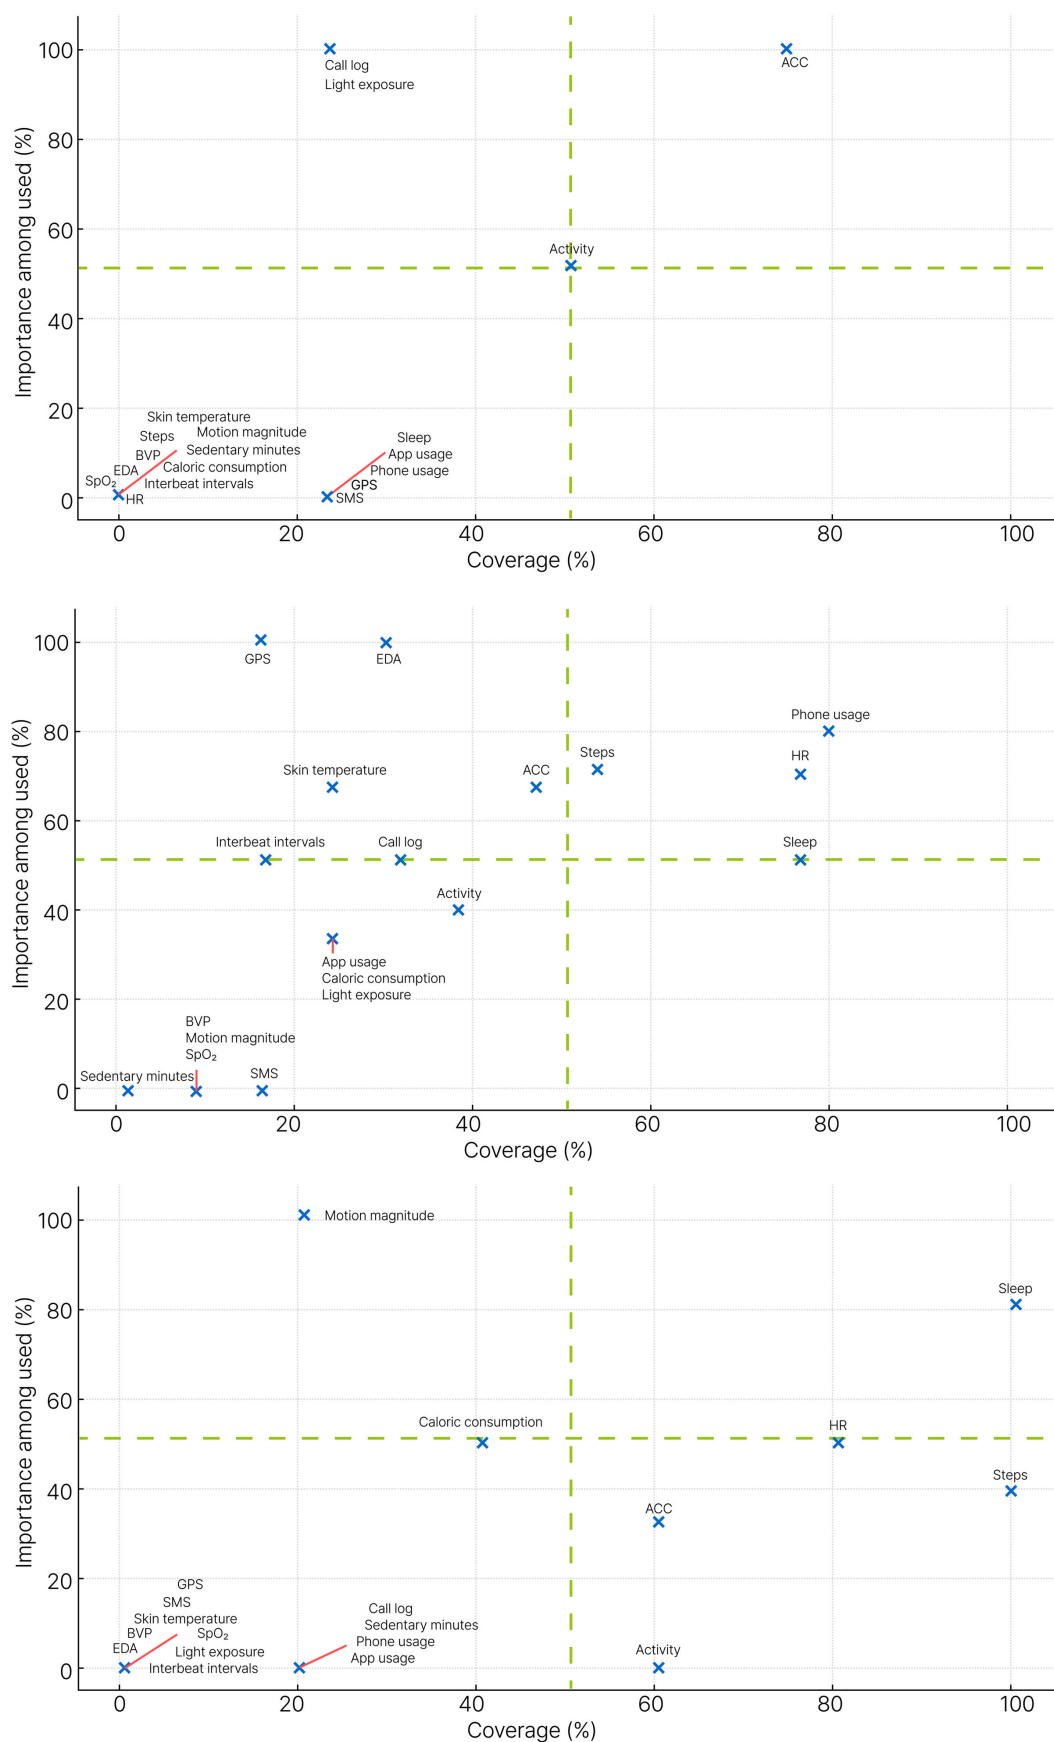 100
Call log
Light exposure
ACC
80
60
Activity
40
20
Skin temperature
Steps
Motion magnitude
BVP
Sedentary minutes
EDA
Caloric consumption
SpO₂
Interbeat intervals
HR
Sleep
App usage
Phone usage
GPS
SMS
0
Importance among used (%)
0 20 40 60 80 100
Coverage (%)
100
GPS
EDA
80
Phone usage
Steps
HR
Skin temperature
ACC
60
Interbeat intervals
Call log
Sleep
Activity
40
App usage
Caloric consumption
Light exposure
20
BVP
Motion magnitude
SpO₂
Sedentary minutes
SMS
0
Importance among used (%)
0 20 40 60 80 100
Coverage (%)
100
Motion magnitude
Sleep
80
60
Caloric consumption
HR
Steps
40
ACC
20
GPS
SMS
Skin temperature
BVP
SpO₂
EDA
Light exposure
Interbeat intervals
Call log
Sedentary minutes
Phone usage
App usage
Activity
0
Importance among used (%)
0 20 40 60 80 100
Coverage (%)